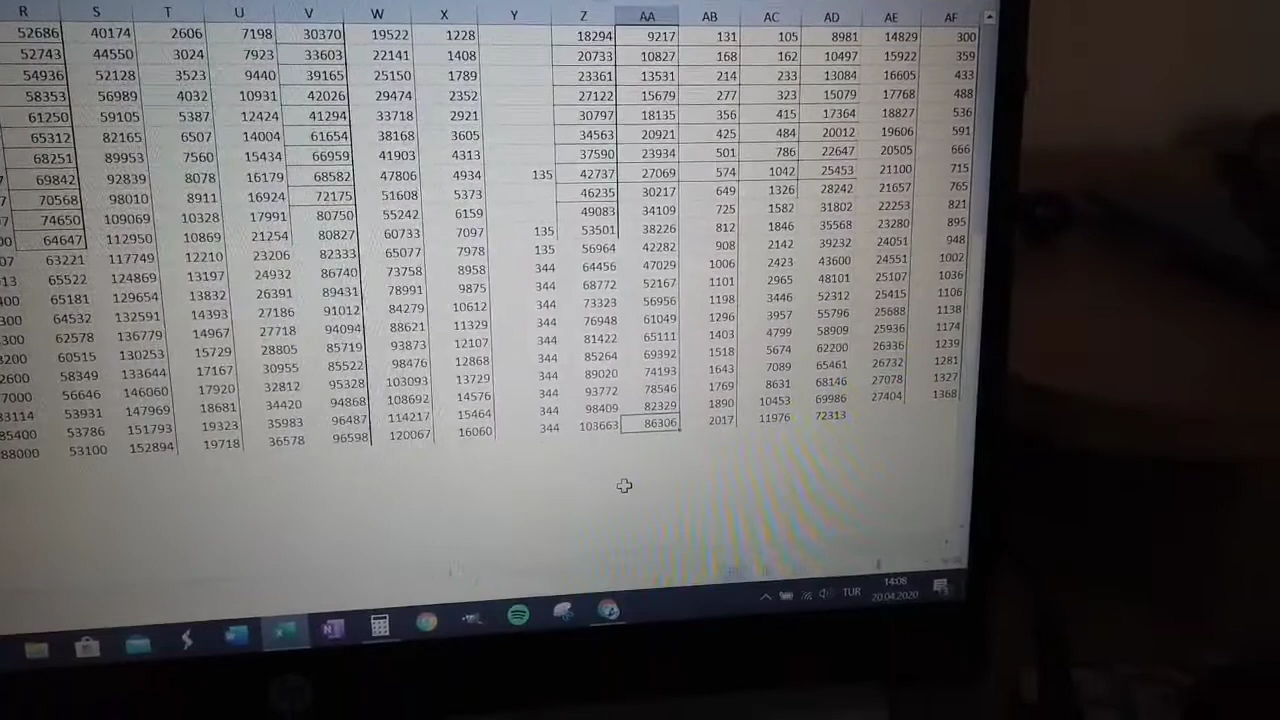 R S T U V W X Y Z AA AB AC AD AE AF
52686 40174 2606 7198 30370 19522 1228 18294 9217 131 105 8981 14829 300
52743 44550 3024 7923 33603 22141 1408 20733 10827 168 162 10497 15922 359
54936 52128 3523 9440 39165 25150 1789 23361 13531 214 233 13084 16605 433
58353 56989 4032 10931 42026 29474 2352 27122 15679 277 323 15079 17768 488
61250 59105 5387 12424 41294 33718 2921 30797 18135 356 415 17364 18827 536
65312 82165 6507 14004 61654 38168 3605 34563 20921 425 484 20012 19606 591
68251 89953 7560 15434 66959 41903 4313 37590 23934 501 786 22647 20505 666
7 69842 92839 8078 16179 68582 47806 4934 135 42737 27069 574 1042 25453 21100 715
7 70568 98010 8911 16924 72175 51608 5373 46235 30217 649 1326 28242 21657 765
07 74650 109069 10328 17991 80750 55242 6159 49083 34109 725 1582 31802 22253 821
00 64647 112950 10869 21254 80827 60733 7097 135 53501 38226 812 1846 35568 23280 895
07 63221 117749 12210 23206 82333 65077 7978 135 56964 42282 908 2142 39232 24051 948
013 65522 124869 13197 24932 86740 73758 8958 344 64456 47029 1006 2423 43600 24551 1002
400 65181 129654 13832 26391 89431 78991 9875 344 68772 52167 1101 2965 48101 25107 1036
300 64532 132591 14393 27186 91012 84279 10612 344 73323 56956 1198 3446 52312 25415 1106
300 62578 136779 14967 27718 94094 88621 11329 344 76948 61049 1296 3957 55796 25688 1138
3200 60515 130253 15729 28805 85719 93873 12107 344 81422 65111 1403 4799 58909 25936 1174
2600 58349 133644 17167 30955 85522 98476 12868 344 85264 69392 1518 5674 62200 26336 1239
7000 56646 146060 17920 32812 95328 103093 13729 344 89020 74193 1643 7089 65461 26732 1281
83114 53931 147969 18681 34420 94868 108692 14576 344 93772 78546 1769 8631 68146 27078 1327
85400 53786 151793 19323 35983 96487 114217 15464 344 98409 82329 1890 10453 69986 27404 1368
88000 53100 152894 19718 36578 96598 120067 16060 344 103663 86306 2017 11976 72313
TUR
14:08
20.04.2020